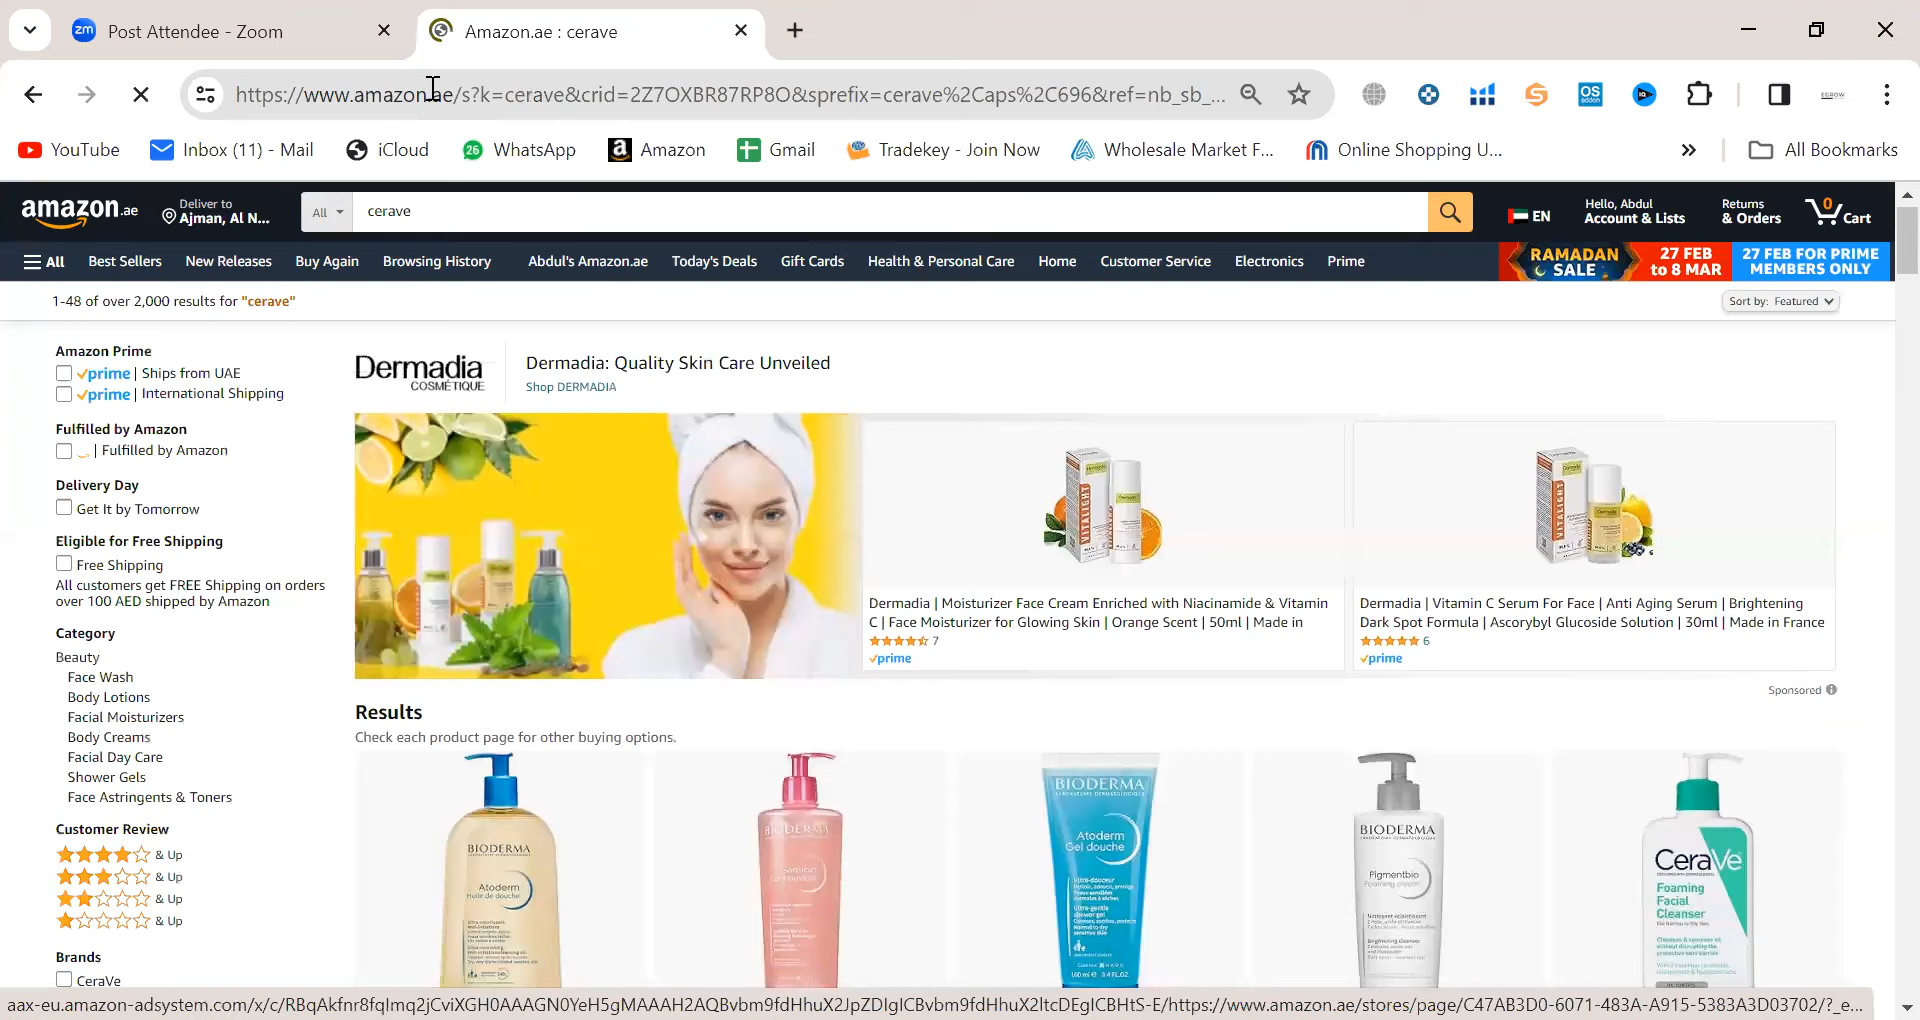 zm Post Attendee - Zoom
Amazon.ae : cerave
https://www.amazon.ae/s?k=cerave&crid=2Z7OXBR87RP8O&sprefix=cerave%2Caps%2C696&ref=nb_sb_...
YouTube
Inbox (11) - Mail
iCloud
26 WhatsApp
a Amazon
Gmail
Tradekey - Join Now
Wholesale Market F...
Online Shopping U...
All Bookmarks
amazon.ae
Deliver to
Ajman, Al N...
All
cerave
EN
Hello, Abdul
Account & Lists
Returns
& Orders
0
Cart
All
Best Sellers
New Releases
Buy Again
Browsing History
Abdul's Amazon.ae
Today's Deals
Gift Cards
Health & Personal Care
Home
Customer Service
Electronics
Prime
RAMADAN
SALE
27 FEB
to 8 MAR
27 FEB FOR PRIME
MEMBERS ONLY
1-48 of over 2,000 results for "cerave"
Sort by: Featured
Amazon Prime
prime | Ships from UAE
prime | International Shipping
Fulfilled by Amazon
| Fulfilled by Amazon
Delivery Day
Get It by Tomorrow
Eligible for Free Shipping
Free Shipping
All customers get FREE Shipping on orders
over 100 AED shipped by Amazon
Category
Beauty
Face Wash
Body Lotions
Facial Moisturizers
Body Creams
Facial Day Care
Shower Gels
Face Astringents & Toners
Customer Review
& Up
& Up
& Up
& Up
Brands
CeraVe
Dermadia
COSMÉTIQUE
Dermadia: Quality Skin Care Unveiled
Shop DERMADIA
Dermadia | Moisturizer Face Cream Enriched with Niacinamide & Vitamin
C | Face Moisturizer for Glowing Skin | Orange Scent | 50ml | Made in
7
prime
Dermadia | Vitamin C Serum For Face | Anti Aging Serum | Brightening
Dark Spot Formula | Ascorbyl Glucoside Solution | 30ml | Made in France
6
prime
Sponsored
Results
Check each product page for other buying options.
BIODERMA
Atoderm
Huile de douche
BIODERMA
BIODERMA
Atoderm
Gel douche
BIODERMA
Pigmentbio
Foaming cream
CeraVe
Foaming
Facial
Cleanser
aax-eu.amazon-adsystem.com/x/c/RBqAkfnr8fqImq2jCviXGH0AAAGN0YeH5gMAAAH2AQBvbm9fdHhuX2JpZDIgICBvbm9fdHhuX2ltcDEgICBHtS-E/https://www.amazon.ae/stores/page/C47AB3D0-6071-483A-A915-5383A3D03702/?_e...